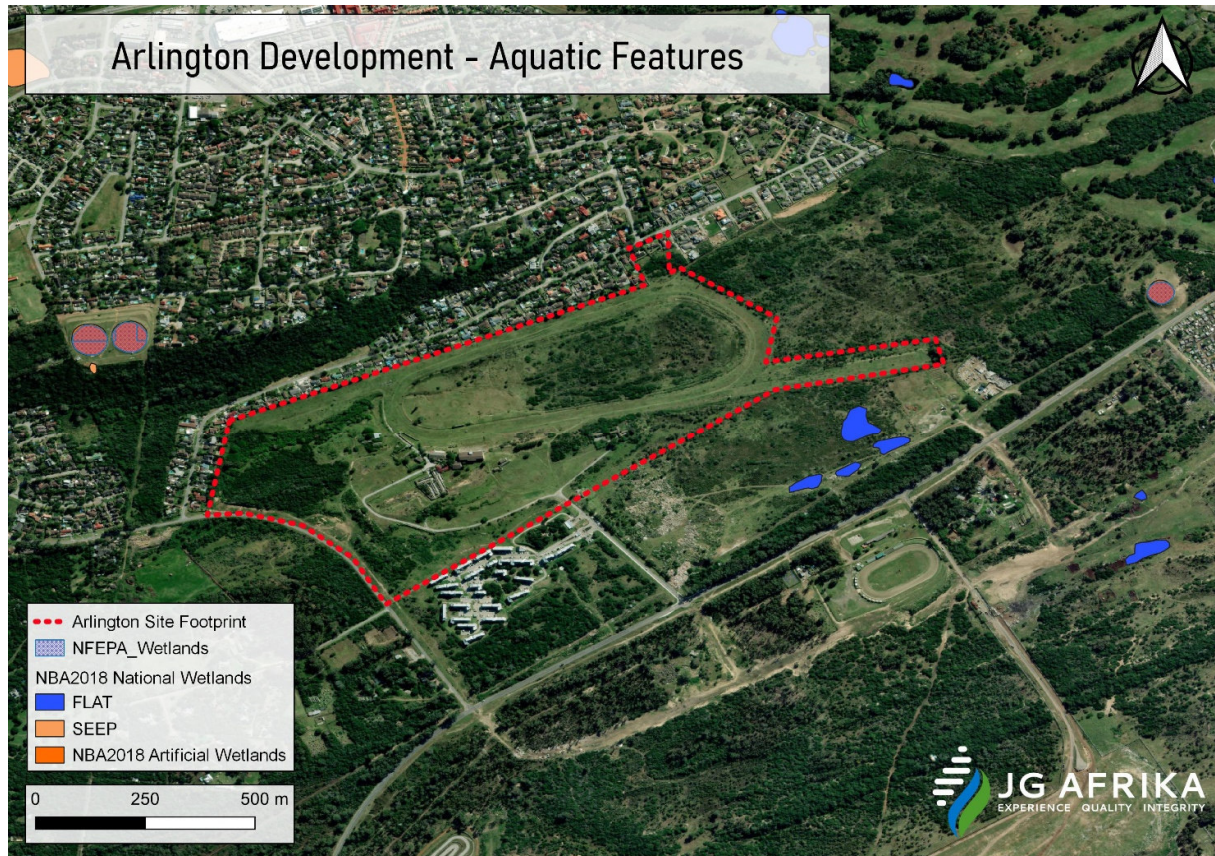 Arlington Development - Aquatic Features
Arlington Site Footprint
NFEPA_Wetlands
NBA2018 National Wetlands
FLAT
SEEP
NBA2018 Artificial Wetlands
0 250 500 m
JG AFRIKA
EXPERIENCE QUALITY INTEGRITY